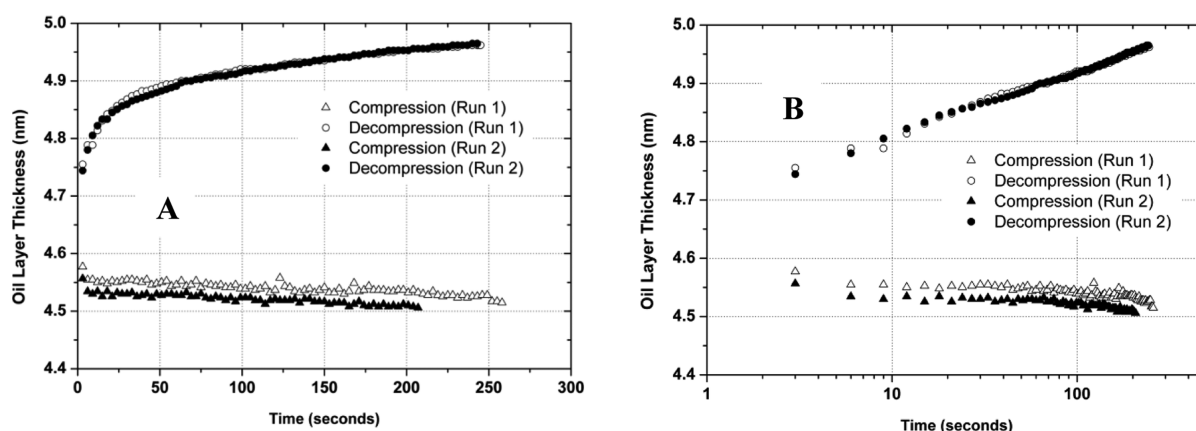 5.0
4.9
4.8
4.7
4.6
4.5
4.4
Oil Layer Thickness (nm)
Compression (Run 1)
Decompression (Run 1)
Compression (Run 2)
Decompression (Run 2)
A
0 50 100 150 200 250 300
Time (seconds)
5.0
4.9
4.8
4.7
4.6
4.5
4.4
Oil Layer Thickness (nm)
B
Compression (Run 1)
Decompression (Run 1)
Compression (Run 2)
Decompression (Run 2)
1 10 100
Time (seconds)